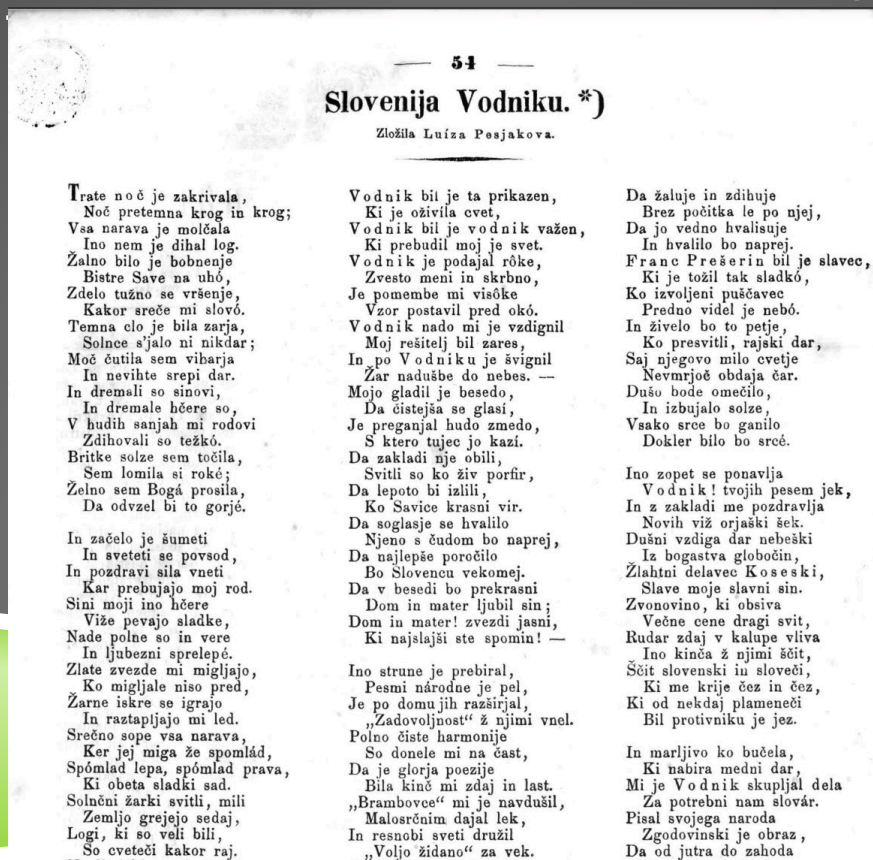 — 54 —
Slovenija Vodniku. *)
Zložila Luíza Pesjakova.
Trate noč je zakrivala,
Noč pretemna krog in krog;
Vsa narava je molčala
Ino nem je dihal log.
Žalno bilo je bobnenje
Bistre Save na uhó,
Zdelo tužno se vršenje,
Kakor sreče mi slovó.
Temna clo je bila zarja,
Solnce s'jalo ni nikdar;
Moč čutila sem viharja
In nevihte srepi dar.
In dremali so sinovi,
In dremale hčere so,
V hudih sanjah mi rodovi
Zdihovali so težkó.
Britke solze sem točila,
Sem lomila si roké;
Želno sem Bogá prosila,
Da odvzel bi to gorjé.
In začelo je šumeti
In sveteti se povsod,
In pozdravi sila vneti
Kar prebujajo moj rod.
Sini moji ino hčere
Viže pevajo sladke,
Nade polne so in vere
In ljubezni sprelepé.
Zlate zvezde mi migljajo,
Ko migljale niso pred,
Žarne iskre se igrajo
In raztapljajo mi led.
Srečno sope vsa narava,
Ker jej miga že spomlád,
Spómlad lepa, spómlad prava,
Ki obeta sladki sad.
Solnčni žarki svitli, mili
Zemljo grejejo sedaj,
Logi, ki so veli bili,
So cveteči kakor raj.
Vodnik bil je ta prikazen,
Ki je oživíla cvet,
Vodnik bil je vodnik važen,
Ki prebudil moj je svet.
Vodnik je podajal rôke,
Zvesto meni in skrbno,
Je pomembe mi visôke
Vzor postavil pred okó.
Vodnik nado mi je vzdignil
Moj rešitelj bil zares,
In po Vodniku je švignil
Žar nadušbe do nebes. —
Mojo gladil je besedo,
Da čistejša se glasí,
Je preganjal hudo zmedo,
S ktero tujec jo kazí.
Da zakladi nje obili,
Svitli so ko živ porfir,
Da lepoto bi izlili,
Ko Savice krasni vir.
Da soglasje se hvalilo
Njeno s čudom bo naprej,
Da najlepše poročilo
Bo Slovencu vekomej.
Da v besedi bo prekrasni
Dom in mater ljubil sin;
Dom in mater! zvezdi jasni,
Ki najslajši ste spomin! —
Ino strune je prebiral,
Pesmi národne je pel,
Je po domu jih razširjal,
„Zadovoljnost“ ž njimi vnel.
Polno čiste harmonije
So donele mi na čast,
Da je glorja poezije
Bila kinč mi zdaj in last.
„Brambovce“ mi je navdušil,
Malosrčnim dajal lek,
In resnobi sveti družil
„Voljo židano“ za vek.
Da žaluje in zdihuje
Brez počitka le po njej,
Da jo vedno hvalisuje
In hvalilo bo naprej.
Franc Prešerin bil je slavec,
Ki je tožil tak sladkó,
Ko izvoljeni puščavec
Predno videl je nebó.
In živelo bo to petje,
Ko presvitli, rajski dar,
Saj njegovo milo cvetje
Nevmrjoč obdaja čar.
Dušo bode omečilo,
In izbujalo solze,
Vsako srce bo ganilo
Dokler bílo bo srcé.
Ino zopet se ponavlja
Vodnik! tvojih pesem jek,
In z zakladi me pozdravlja
Novih viž orjaški šek.
Dušni vzdiga dar nebeški
Iz bogastva globočin,
Žlahtni delavec Koseski,
Slave moje slavni sin.
Zvonovino, ki obsiva
Večne cene dragi svit,
Rudar zdaj v kalupe vliva
Ino kinča ž njimi ščit,
Ščit slovenski in sloveči,
Ki me krije čez in čez,
Ki od nekdaj plameneči
Bil protivniku je jez.
In marljivo ko bučela,
Ki nabira medni dar,
Mi je Vodnik skupljal dela
Za potrebni nam slovár.
Pisal svojega naroda
Zgodovinski je obraz,
Da od jutra do zahoda